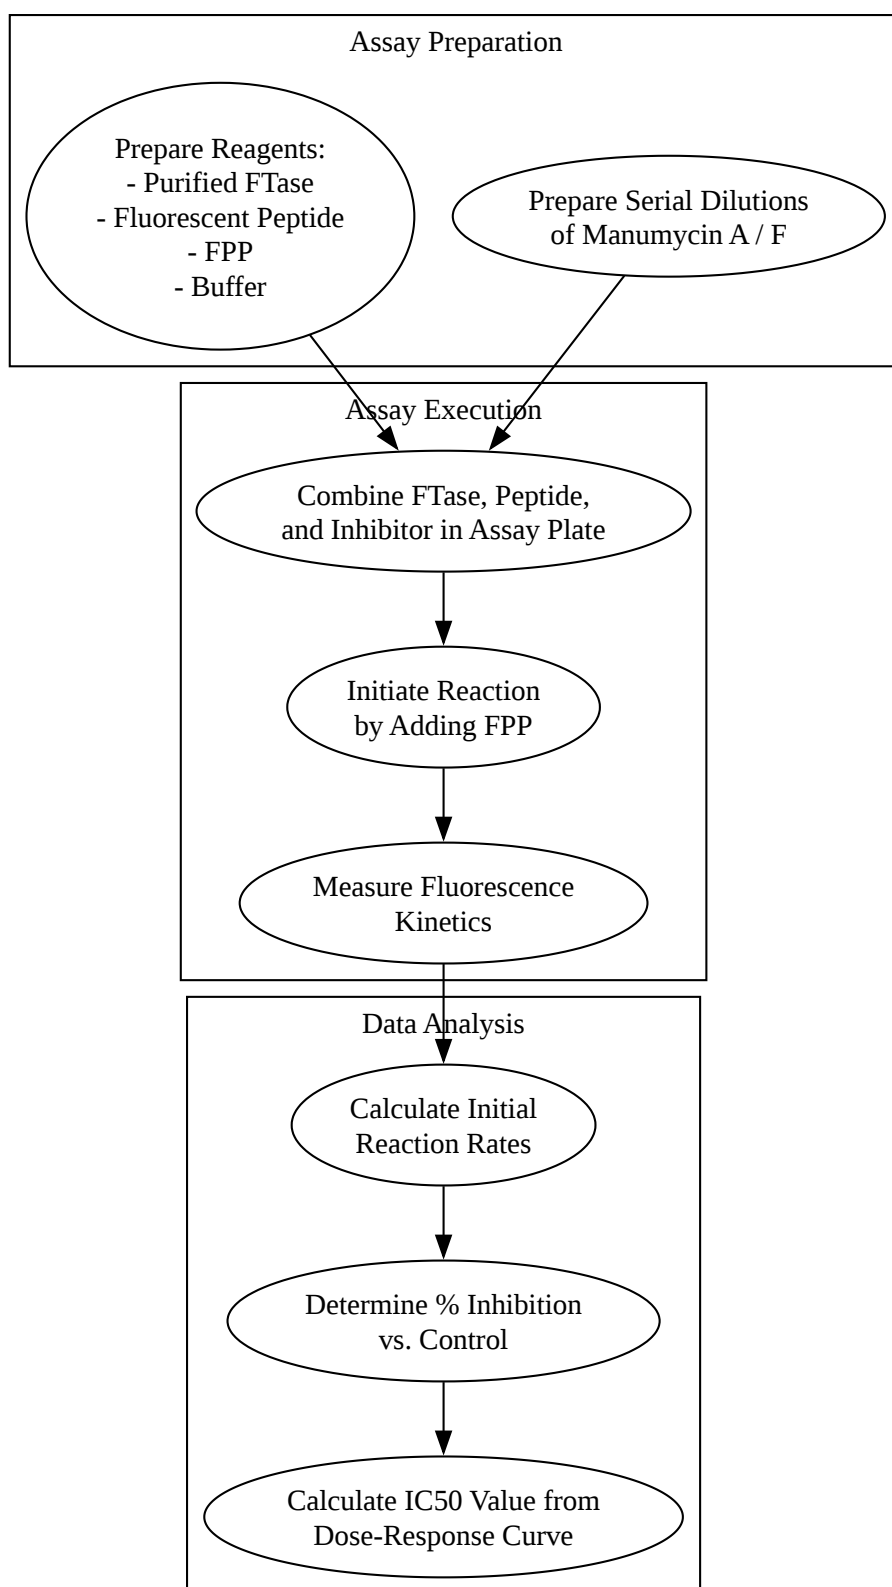 Assay Preparation
Prepare Reagents:
- Purified FTase
- Fluorescent Peptide
- FPP
- Buffer
Prepare Serial Dilutions
of Manumycin A / F
Assay Execution
Combine FTase, Peptide,
and Inhibitor in Assay Plate
Initiate Reaction
by Adding FPP
Measure Fluorescence
Kinetics
Data Analysis
Calculate Initial
Reaction Rates
Determine % Inhibition
vs. Control
Calculate IC50 Value from
Dose-Response Curve